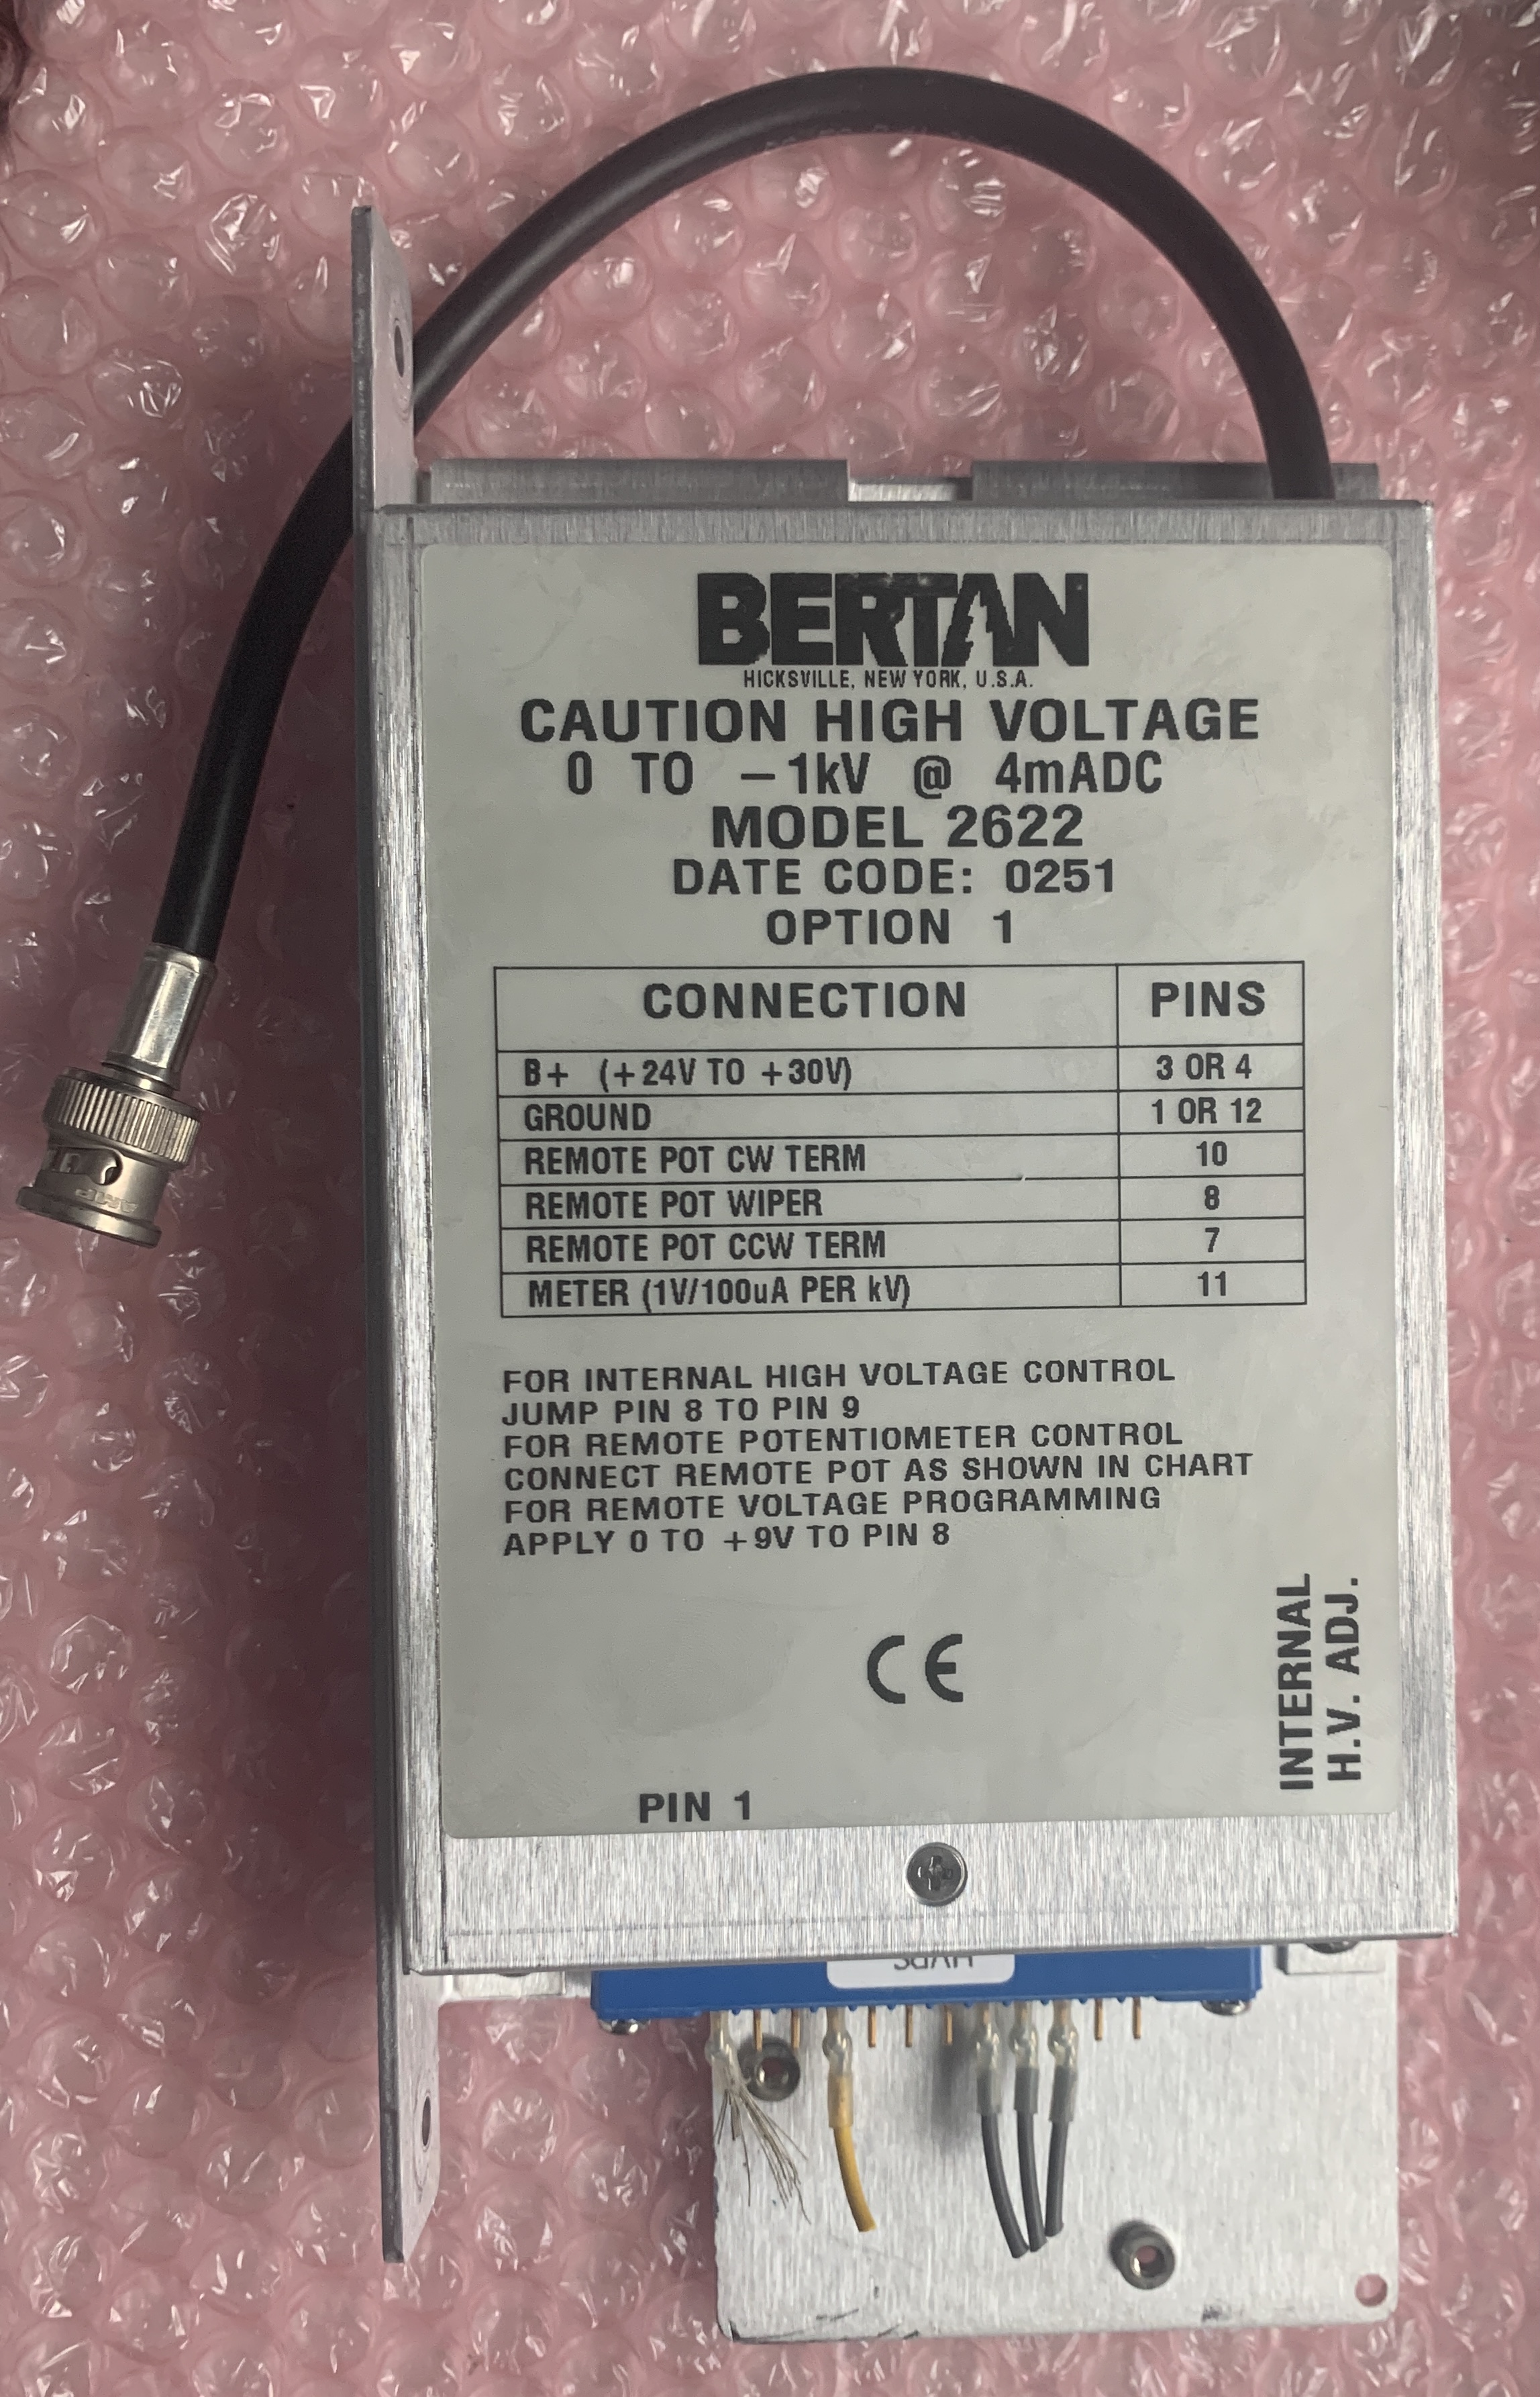 BERTAN
HICKSVILLE, NEW YORK, U.S.A.
CAUTION HIGH VOLTAGE
0 TO -1kV @ 4mADC
MODEL 2622
DATE CODE: 0251
OPTION 1
CONNECTION PINS
B+ (+24V TO +30V) 3 OR 4
GROUND 1 OR 12
REMOTE POT CW TERM 10
REMOTE POT WIPER 8
REMOTE POT CCW TERM 7
METER (1V/100uA PER kV) 11
FOR INTERNAL HIGH VOLTAGE CONTROL
JUMP PIN 8 TO PIN 9
FOR REMOTE POTENTIOMETER CONTROL
CONNECT REMOTE POT AS SHOWN IN CHART
FOR REMOTE VOLTAGE PROGRAMMING
APPLY 0 TO +9V TO PIN 8
CE
INTERNAL
H.V. ADJ.
PIN 1
HVPS
AMP